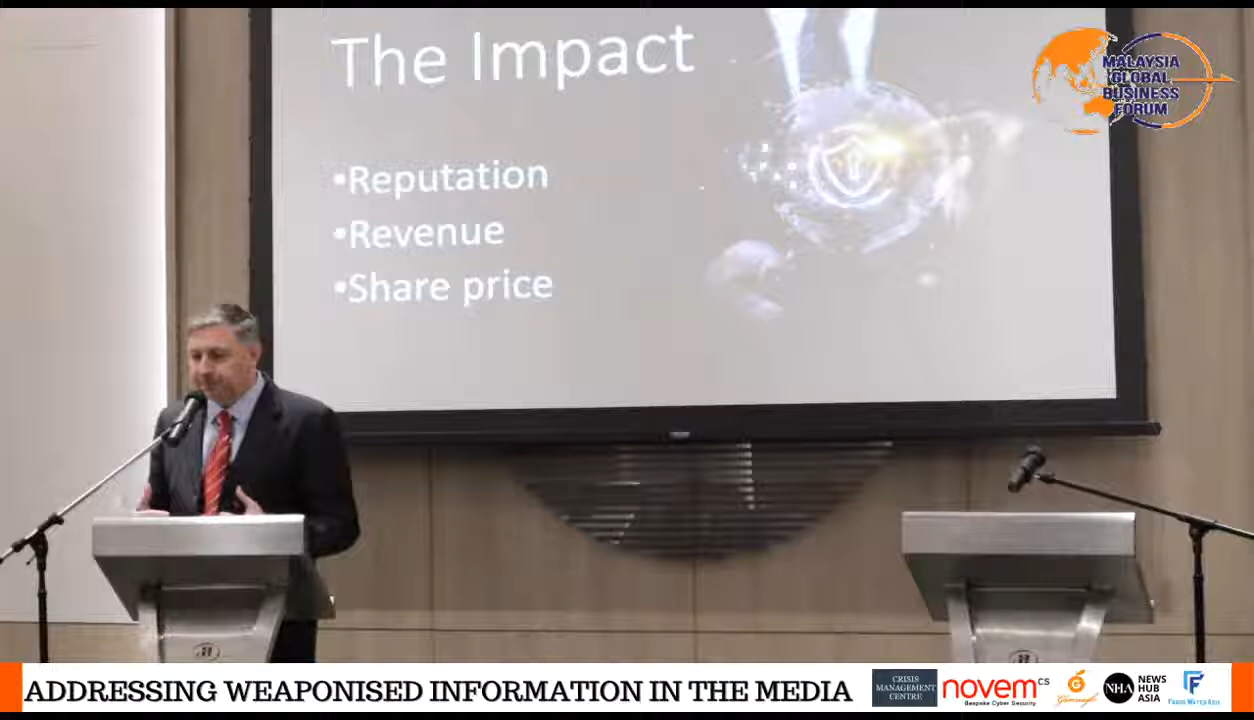 The Impact
•Reputation
•Revenue
•Share price
MALAYSIA
GLOBAL
BUSINESS
FORUM
ADDRESSING WEAPONISED INFORMATION IN THE MEDIA
CRISIS
MANAGEMENT
CENTRE
novem CS
Bespoke Cyber Security
NHA
NEWS
HUB
ASIA